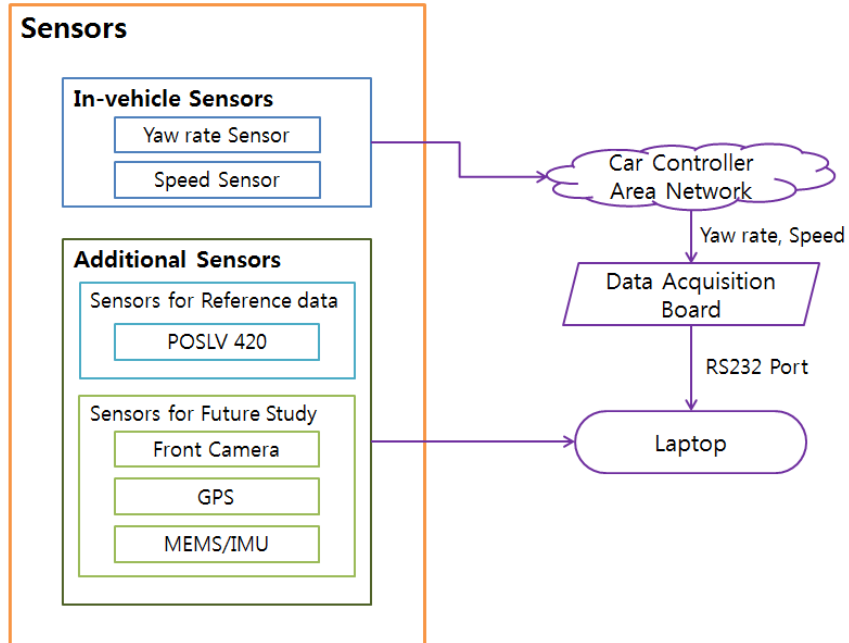 Sensors
In-vehicle Sensors
Yaw rate Sensor
Speed Sensor
Additional Sensors
Sensors for Reference data
POSLV 420
Sensors for Future Study
Front Camera
GPS
MEMS/IMU
Car Controller
Area Network
Yaw rate, Speed
Data Acquisition
Board
RS232 Port
Laptop